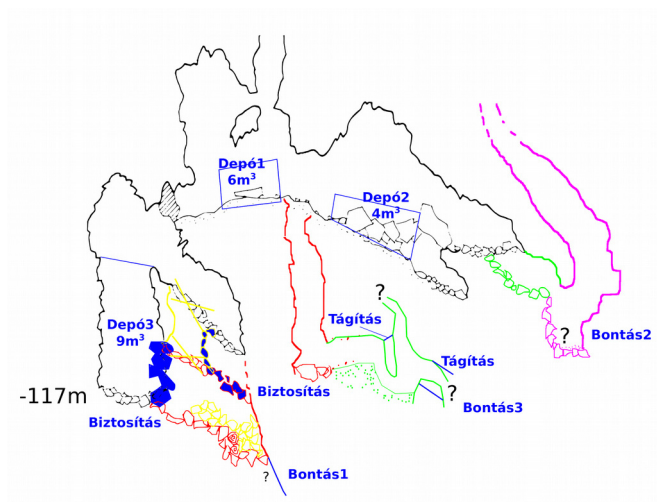 Depó1
6m³
Depó2
4m³
?
Tágítás
?
Bontás2
Depó3
9m³
Tágítás
-117m
Biztosítás
?
Bontás3
Biztosítás
?
Bontás1